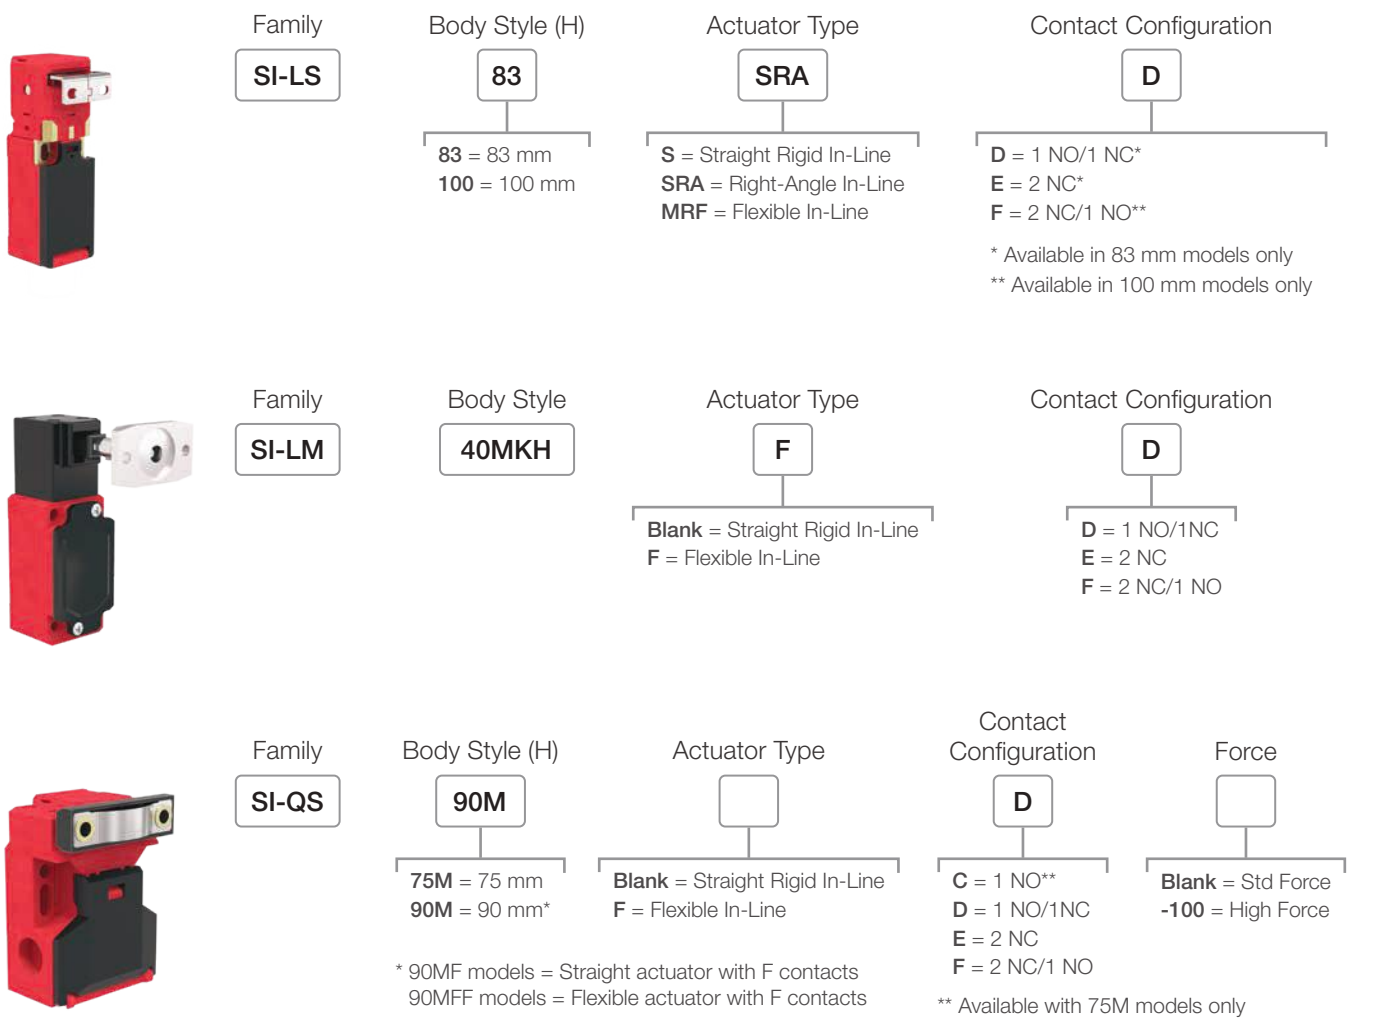 Family
Body Style (H)
Actuator Type
Contact Configuration
SI-LS
83
SRA
D
83 = 83 mm
100 = 100 mm
S = Straight Rigid In-Line
SRA = Right-Angle In-Line
MRF = Flexible In-Line
D = 1 NO/1 NC*
E = 2 NC*
F = 2 NC/1 NO**
* Available in 83 mm models only
** Available in 100 mm models only
Family
Body Style
Actuator Type
Contact Configuration
SI-LM
40MKH
F
D
Blank = Straight Rigid In-Line
F = Flexible In-Line
D = 1 NO/1NC
E = 2 NC
F = 2 NC/1 NO
Family
Body Style (H)
Actuator Type
Contact
Configuration
Force
SI-QS
90M
D
75M = 75 mm
90M = 90 mm*
Blank = Straight Rigid In-Line
F = Flexible In-Line
C = 1 NO**
D = 1 NO/1NC
E = 2 NC
F = 2 NC/1 NO
Blank = Std Force
-100 = High Force
* 90MF models = Straight actuator with F contacts
90MFF models = Flexible actuator with F contacts
** Available with 75M models only